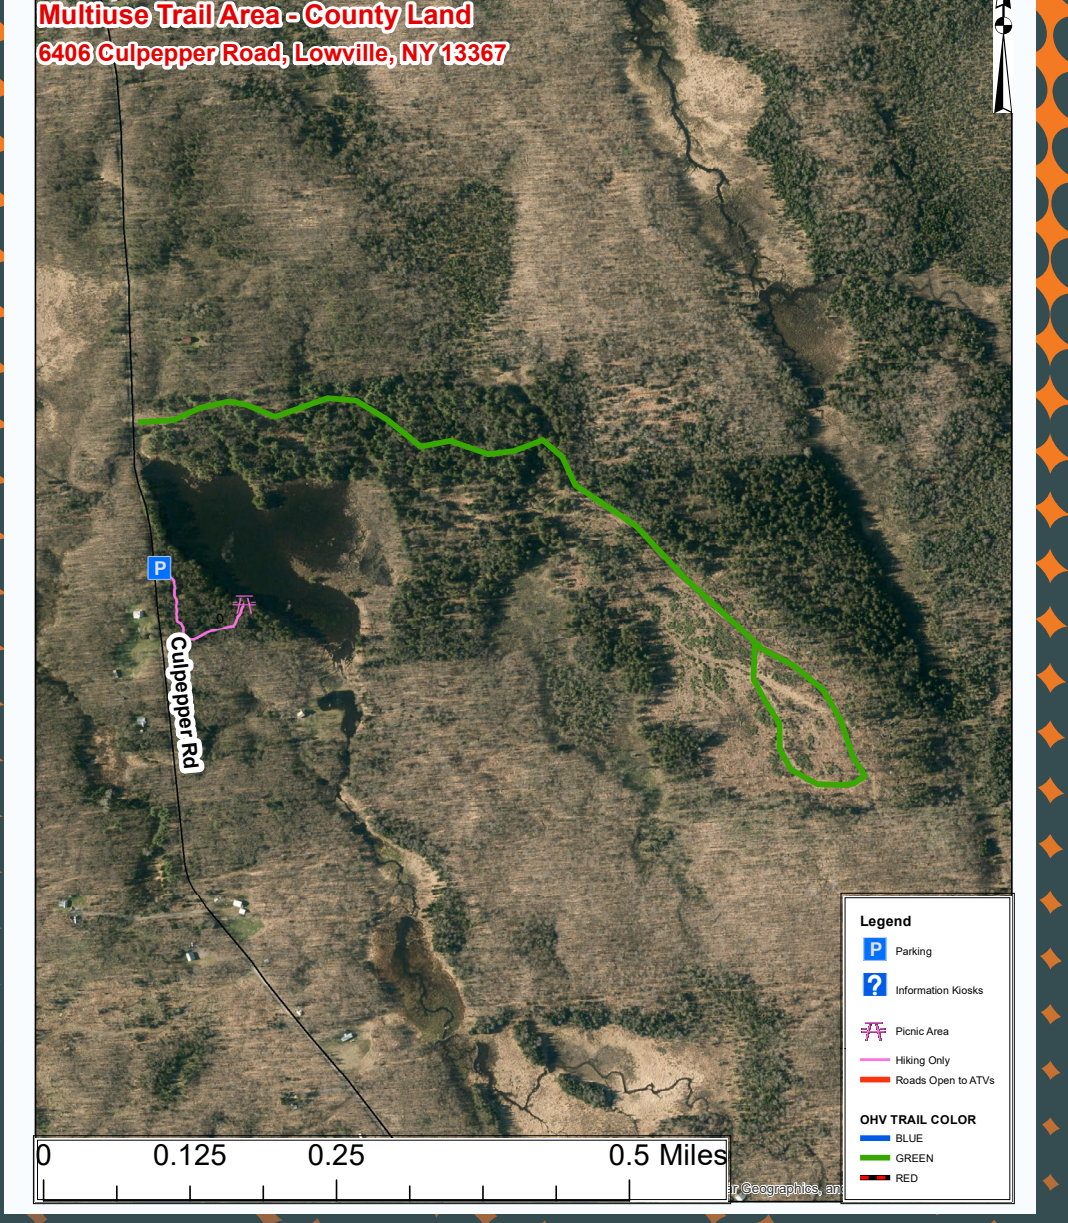 Multiuse Trail Area - County Land
6406 Culpepper Road, Lowville, NY 13367
P
0
Culpepper Rd
Legend
P Parking
? Information Kiosks
Picnic Area
Hiking Only
Roads Open to ATVs
OHV TRAIL COLOR
BLUE
GREEN
RED
0 0.125 0.25 0.5 Miles
Geographics,